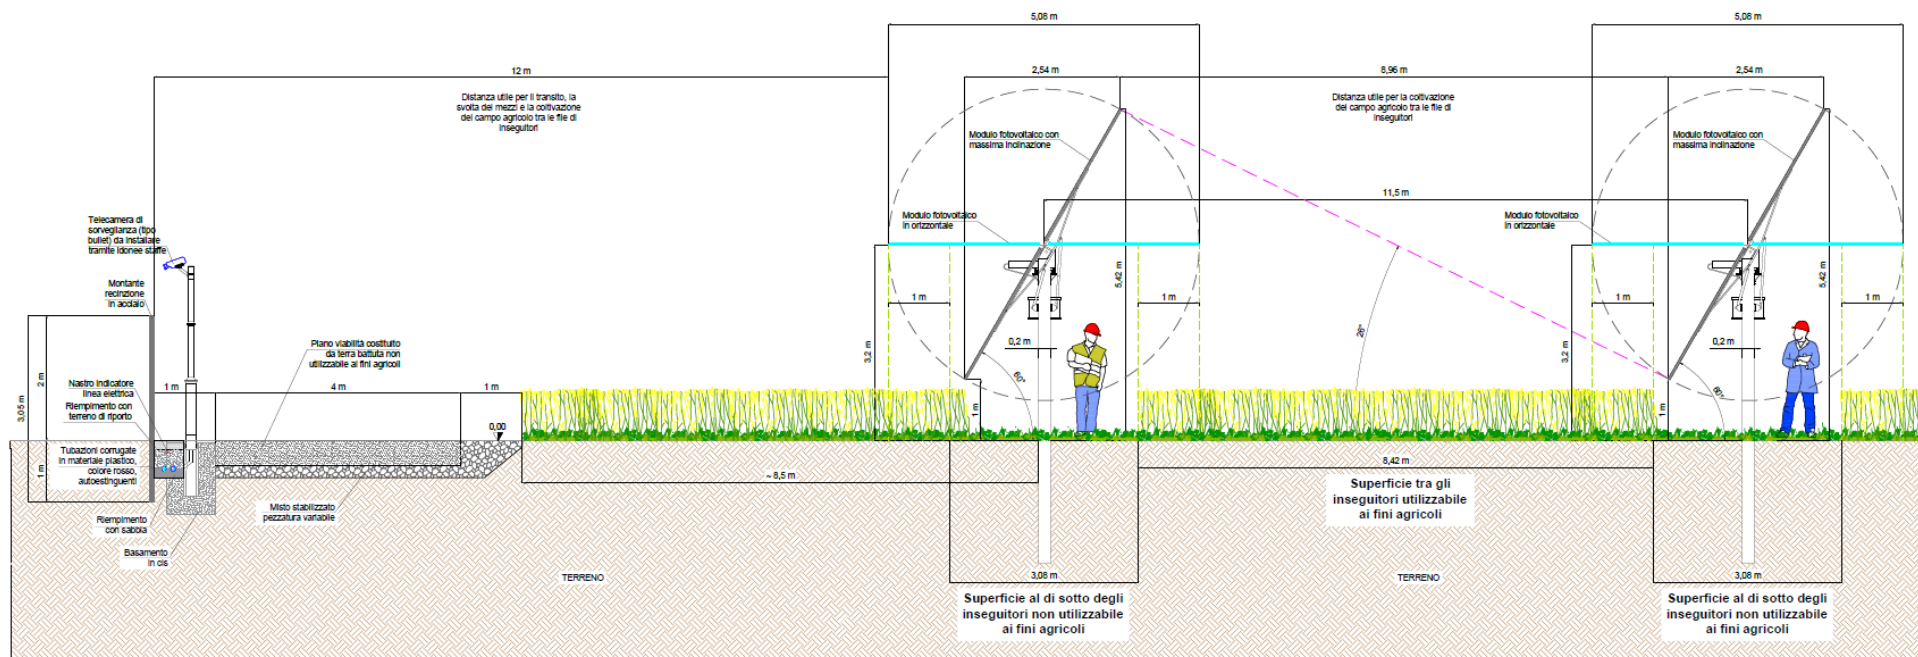 5,08 m
5,08 m
12 m
2,54 m
8,96 m
2,54 m
Distanza utile per il transito, la
svolta dei mezzi e la coltivazione
del campo agricolo tra le file di
inseguitori
Distanza utile per la coltivazione
del campo agricolo tra le file di
inseguitori
Modulo fotovoltaico con
massima inclinazione
Modulo fotovoltaico con
massima inclinazione
11,5 m
Telecamera di
sorveglianza (tipo
bullet) da installare
tramite idonee staffe
Modulo fotovoltaico
in orizzontale
Modulo fotovoltaico
in orizzontale
Montante
recinzione
in acciaio
5,42 m
5,42 m
1 m
1 m
1 m
1 m
3,2 m
0,2 m
26°
3,2 m
0,2 m
Plano viabilità costituito
da terra battuta non
utilizzabile ai fini agricoli
60°
60°
2 m
3,05 m
1 m
Nastro indicatore
linea elettrica
1 m
4 m
1 m
1 m
1 m
Riempimento con
terreno di riporto
0,00
Tubazioni corrugate
in materiale plastico,
colore rosso,
autoestinguenti
~ 8,5 m
8,42 m
Superficie tra gli
inseguitori utilizzabile
ai fini agricoli
Misto stabilizzato
pezzatura variabile
Riempimento
con sabbia
Basamento
in cls
TERRENO
TERRENO
3,08 m
3,08 m
Superficie al di sotto degli
inseguitori non utilizzabile
ai fini agricoli
Superficie al di sotto degli
inseguitori non utilizzabile
ai fini agricoli